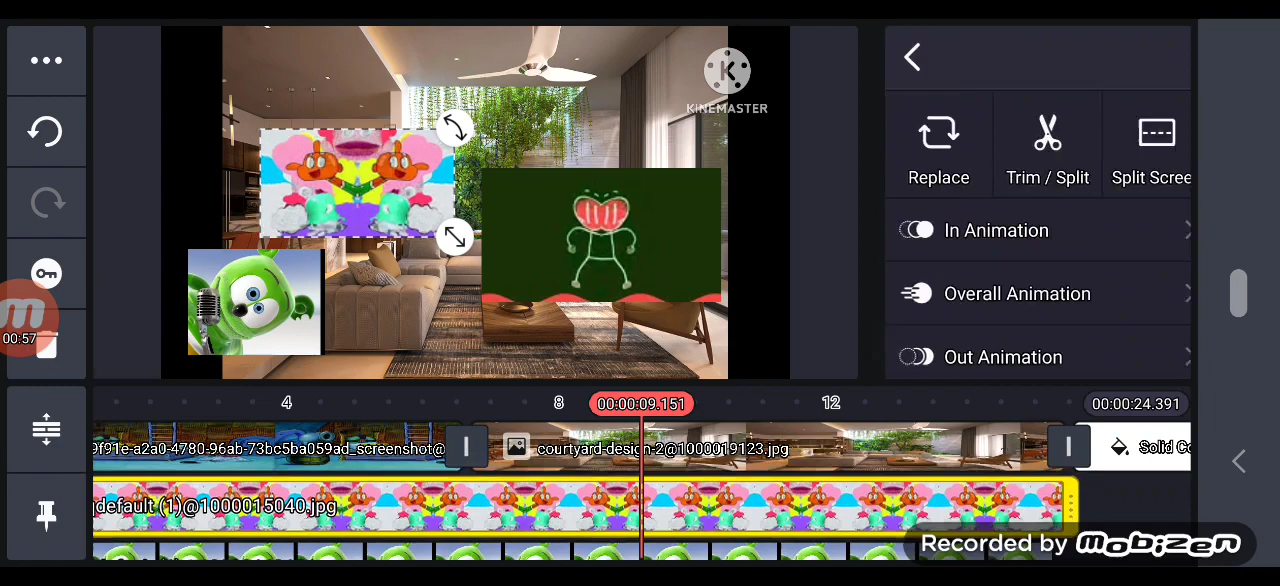 K
KINEMASTER
Replace
Trim / Split
Split Scree
In Animation
Overall Animation
Out Animation
00:57
4
8
00:00:09.151
12
00:00:24.391
9f91e-a2a0-4780-96ab-73bc5ba059ad_screenshot@
courtyard-design-2@1000019123.jpg
Solid Co
default (1)@1000015040.jpg
Recorded by mobizen